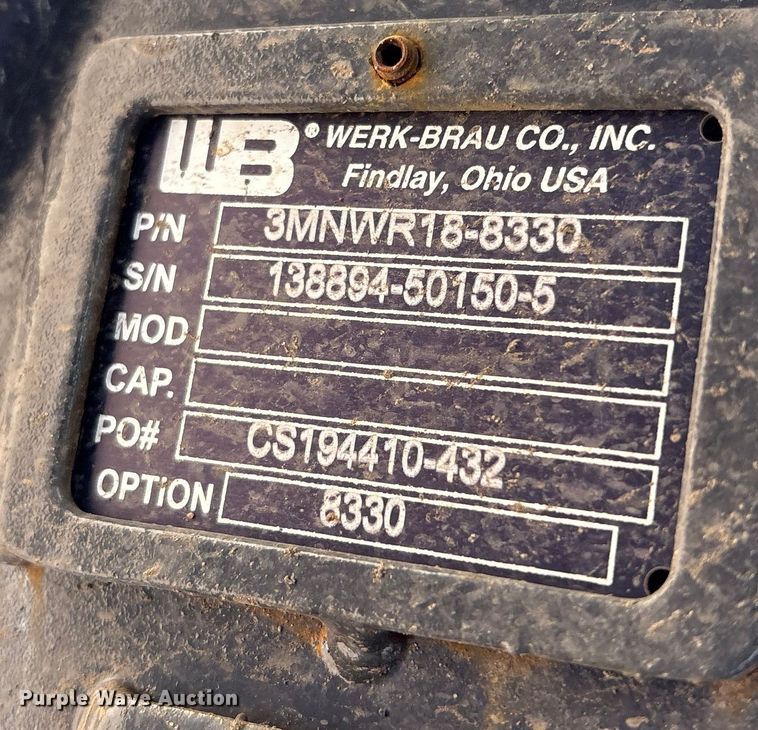 WB® WERK-BRAU CO., INC.
Findlay, Ohio USA
P/N 3MNWR18-8330
S/N 138894-50150-5
MOD
CAP.
PO# CS194410-432
OPTION 8330
Purple Wave Auction